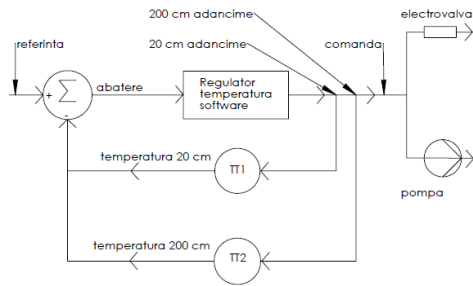 200 cm adancime
electrovalva
referinta
20 cm adancime
comanda
+
Σ
-
abatere
Regulator
temperatura
software
temperatura 20 cm
TT1
pompa
temperatura 200 cm
TT2